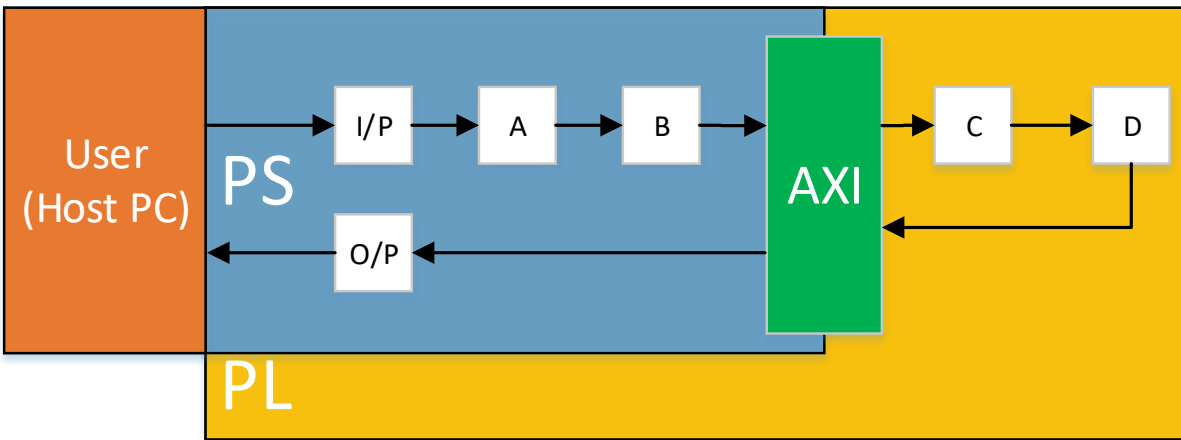 User
(Host PC)
PS
I/P
A
B
AXI
C
D
O/P
PL